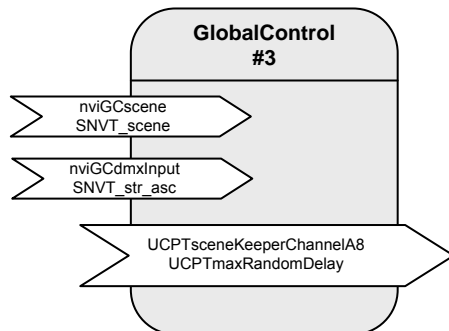 GlobalControl
#3
nviGCscene
SNVT_scene
nviGCdmxInput
SNVT_str_asc
UCPTsceneKeeperChannelA8
UCPTmaxRandomDelay